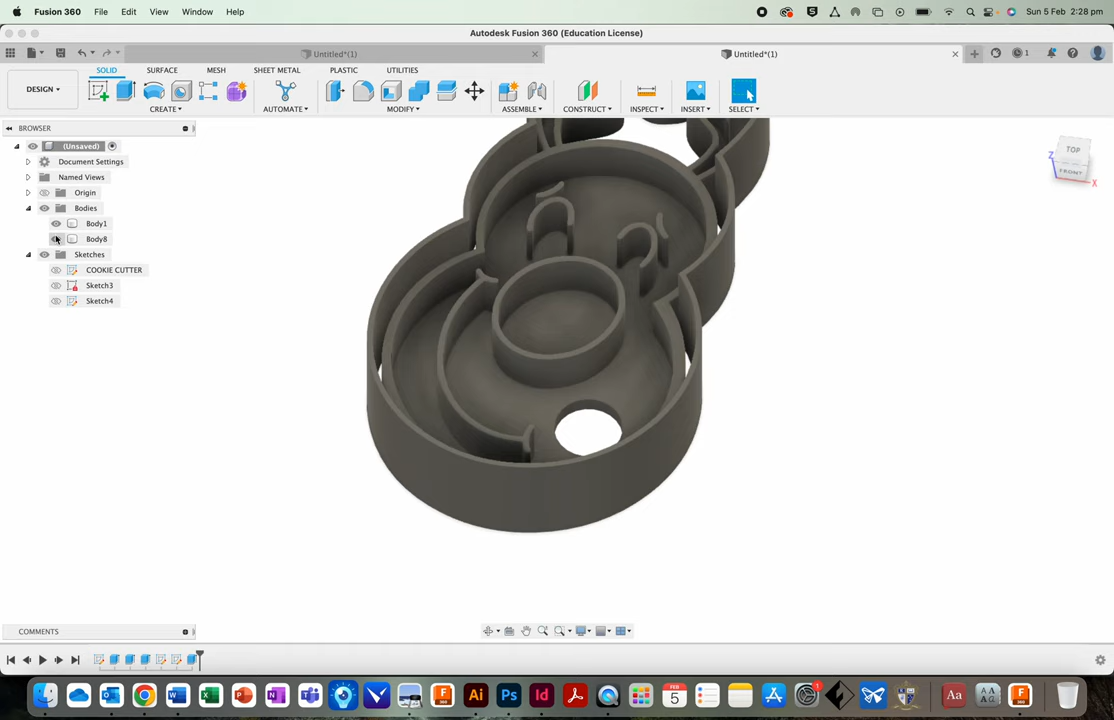 Fusion 360 File Edit View Window Help Sun 5 Feb 2:28 pm
Autodesk Fusion 360 (Education License)
Untitled*(1) Untitled*(1) 1
SOLID SURFACE MESH SHEET METAL PLASTIC UTILITIES
DESIGN
CREATE AUTOMATE MODIFY ASSEMBLE CONSTRUCT INSPECT INSERT SELECT
BROWSER
(Unsaved)
Document Settings
Named Views
Origin
Bodies
Body1
Body8
Sketches
COOKIE CUTTER
Sketch3
Sketch4
TOP
FRONT
Z
X
COMMENTS